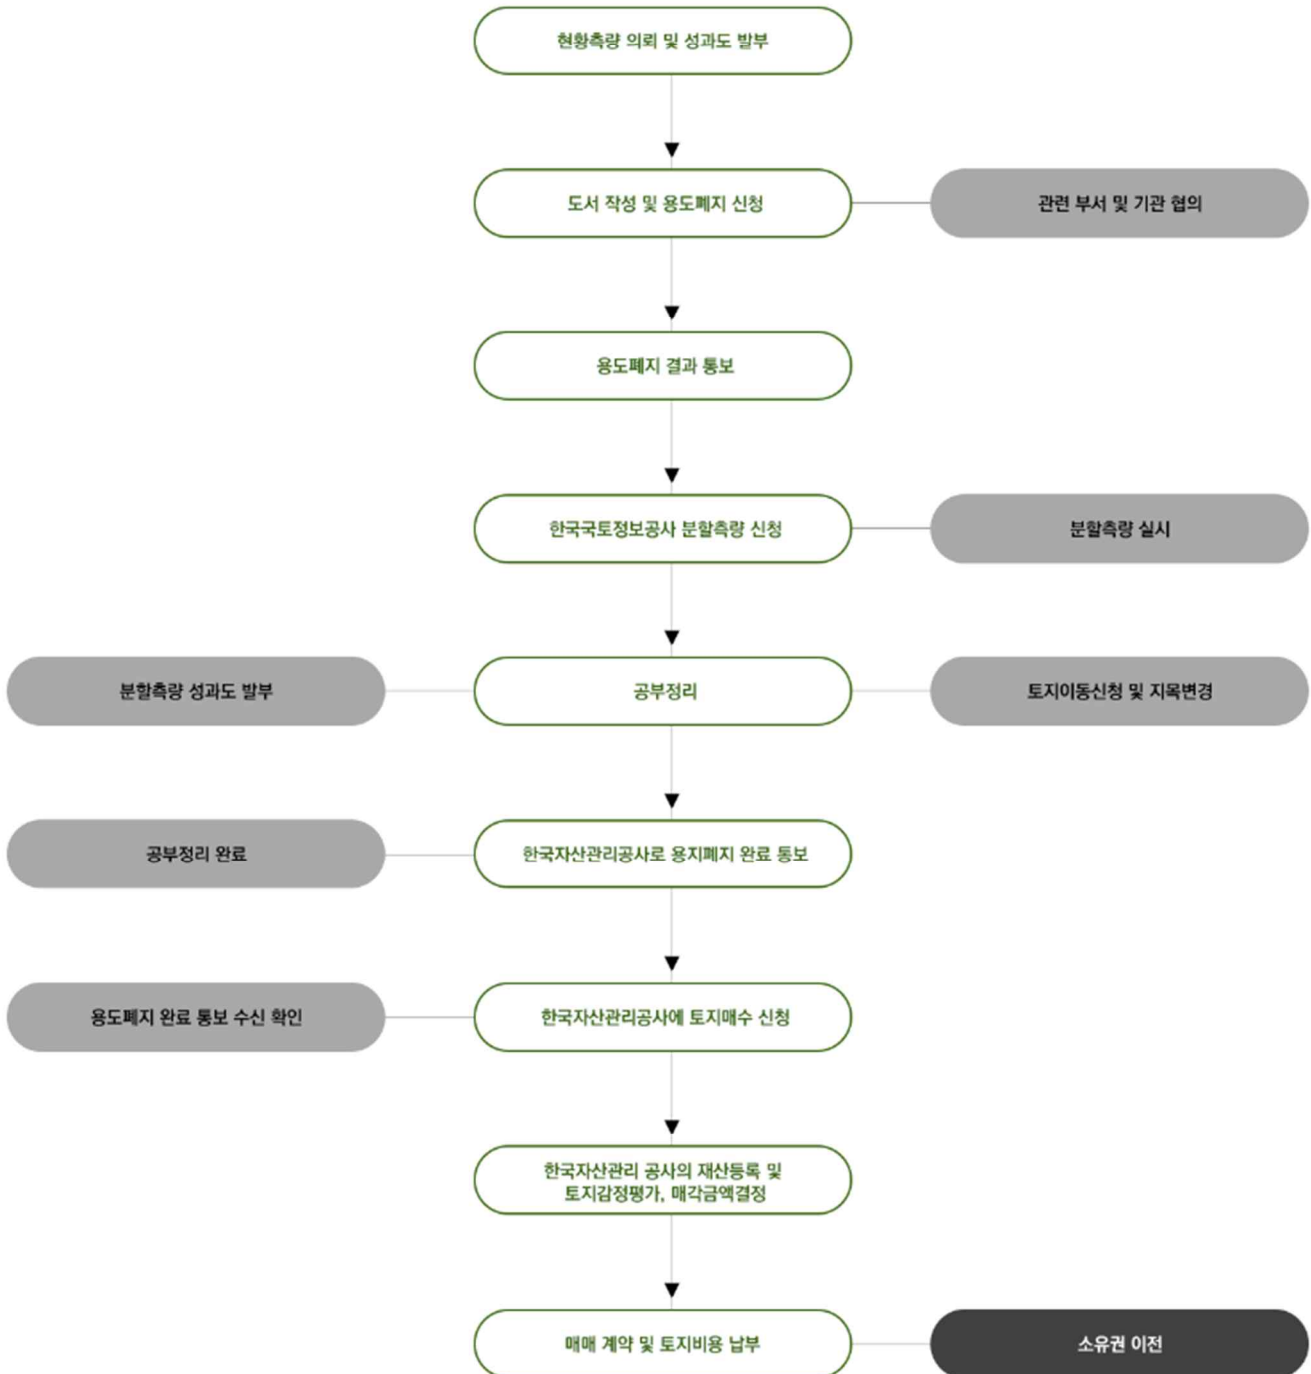 현황측량 의뢰 및 성과도 발부
도서 작성 및 용도폐지 신청
관련 부서 및 기관 협의
용도폐지 결과 통보
한국국토정보공사 분할측량 신청
분할측량 실시
분할측량 성과도 발부
공부정리
토지이동신청 및 지목변경
공부정리 완료
한국자산관리공사로 용지폐지 완료 통보
용도폐지 완료 통보 수신 확인
한국자산관리공사에 토지매수 신청
한국자산관리 공사의 재산등록 및
토지감정평가, 매각금액결정
매매 계약 및 토지비용 납부
소유권 이전